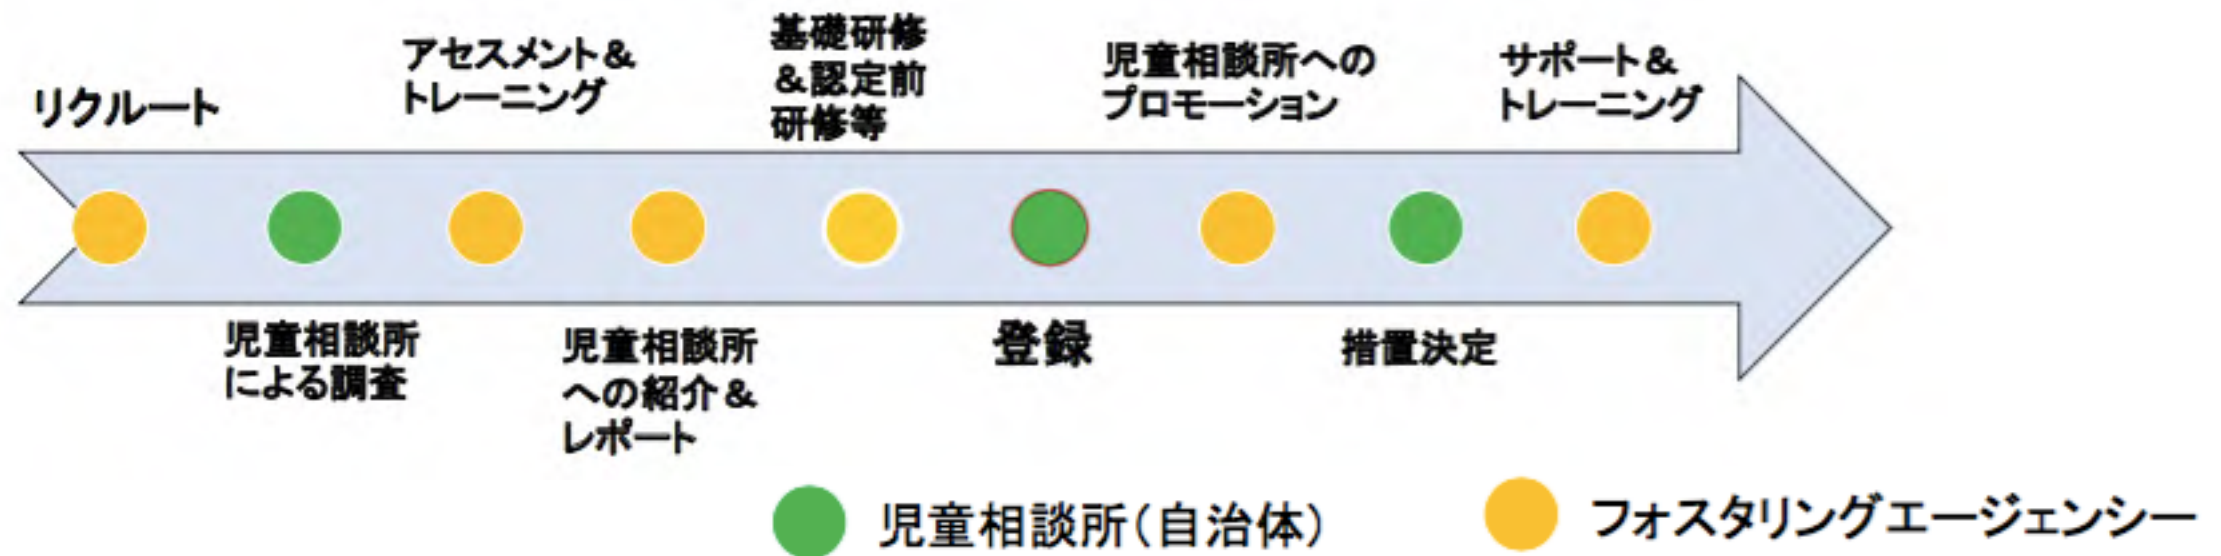 リクルート
児童相談所
による調査
アセスメント&
トレーニング
児童相談所
への紹介&
レポート
基礎研修
&認定前
研修等
登録
児童相談所への
プロモーション
措置決定
サポート&
トレーニング
児童相談所(自治体)
フォスタリングエージェンシー